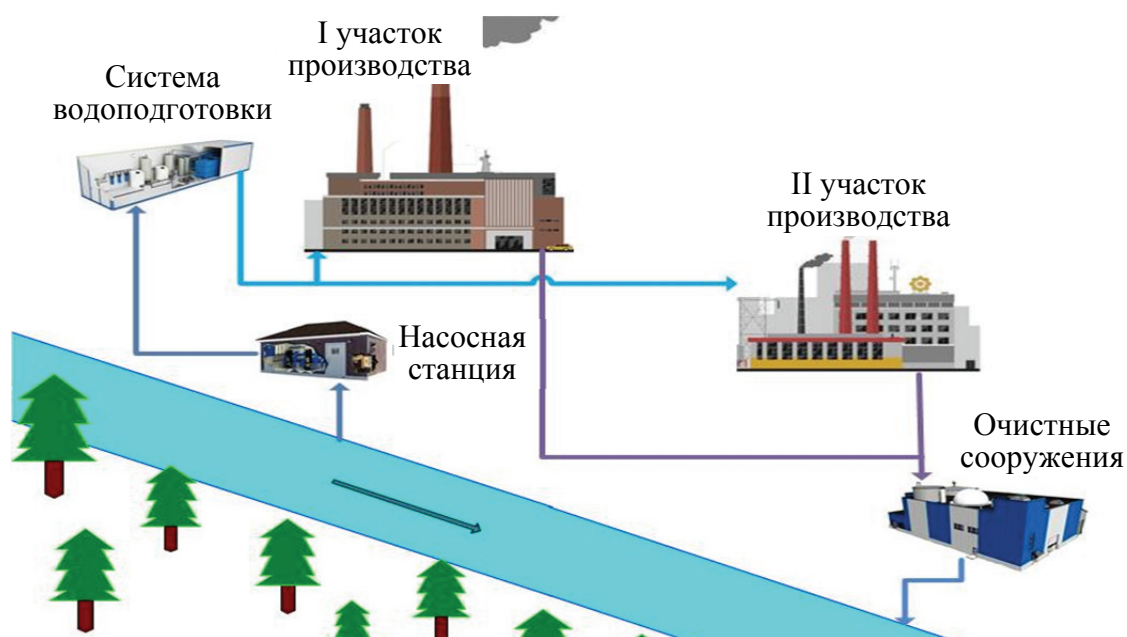 I участок
производства
Система
водоподготовки
II участок
производства
Насосная
станция
Очистные
сооружения